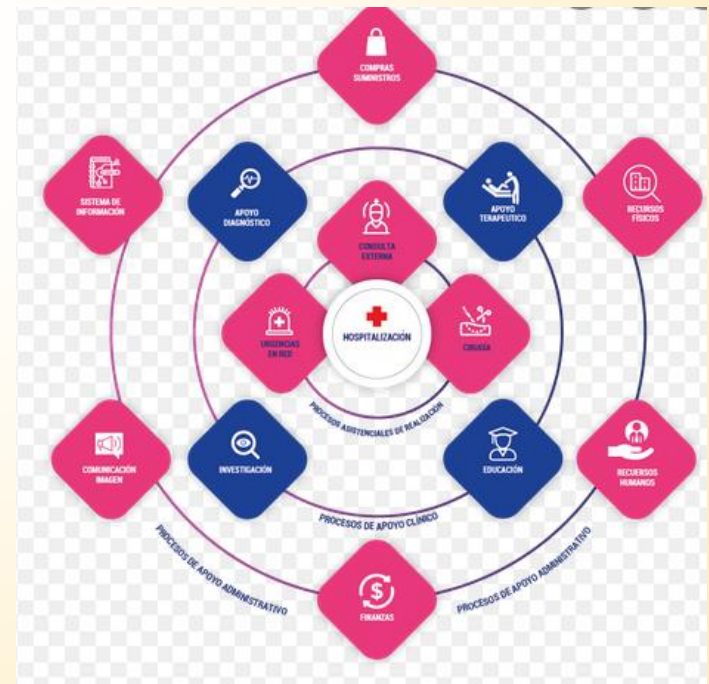 COMPRAS
SUMINISTROS
SISTEMA DE
INFORMACIÓN
APOYO
DIAGNÓSTICO
APOYO
TERAPEUTICO
RECURSOS
FÍSICOS
CONSULTA
EXTERNA
URGENCIAS
EN RED
HOSPITALIZACIÓN
CIRUGÍA
PROCESOS ASISTENCIALES DE REALIZACIÓN
COMUNICACIÓN
IMAGEN
INVESTIGACIÓN
EDUCACIÓN
RECUERSOS
HUMANOS
PROCESOS DE APOYO CLÍNICO
PROCESOS DE APOYO ADMINISTRATIVO
PROCESOS DE APOYO ADMINISTRATIVO
$
FINANZAS